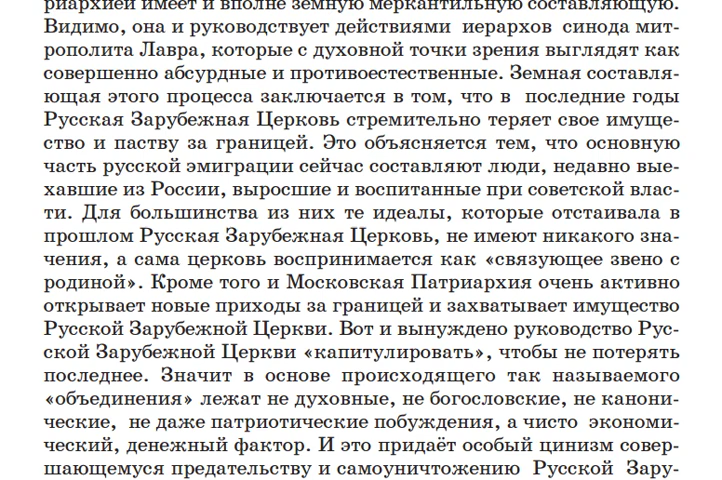 риархией имеет и вполне земную меркантильную составляющую.
Видимо, она и руководствует действиями иерархов синода мит-
рополита Лавра, которые с духовной точки зрения выглядят как
совершенно абсурдные и противоестественные. Земная составля-
ющая этого процесса заключается в том, что в последние годы
Русская Зарубежная Церковь стремительно теряет свое имуще-
ство и паству за границей. Это объясняется тем, что основную
часть русской эмиграции сейчас составляют люди, недавно вые-
хавшие из России, выросшие и воспитанные при советской влас-
ти. Для большинства из них те идеалы, которые отстаивала в
прошлом Русская Зарубежная Церковь, не имеют никакого зна-
чения, а сама церковь воспринимается как «связующее звено с
родиной». Кроме того и Московская Патриархия очень активно
открывает новые приходы за границей и захватывает имущество
Русской Зарубежной Церкви. Вот и вынуждено руководство Рус-
ской Зарубежной Церкви «капитулировать», чтобы не потерять
последнее. Значит в основе происходящего так называемого
«объединения» лежат не духовные, не богословские, не канони-
ческие, не даже патриотические побуждения, а чисто экономи-
ческий, денежный фактор. И это придаёт особый цинизм совер-
шающемуся предательству и самоуничтожению Русской Зару-